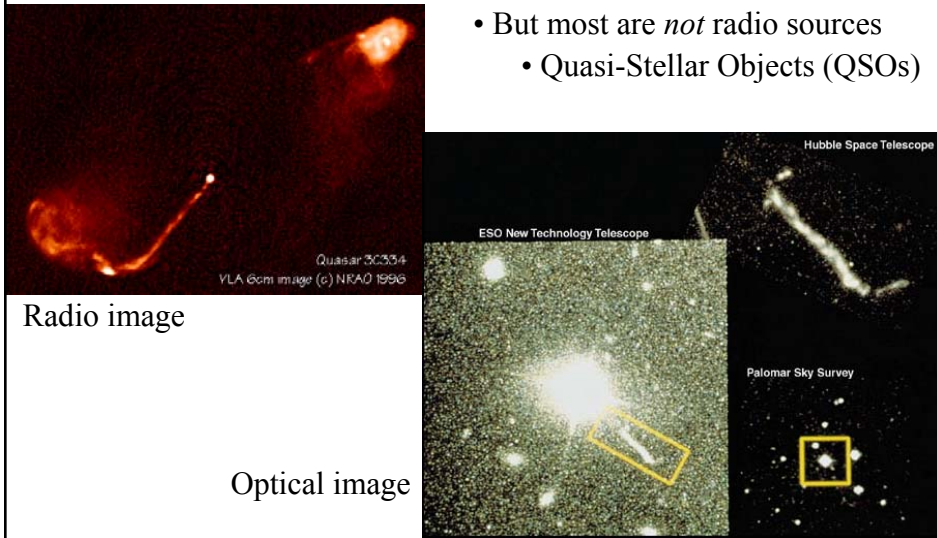 • But most are not radio sources
• Quasi-Stellar Objects (QSOs)
Quasar 3C334
VLA 6cm image (c) NRAO 1996
Radio image
Hubble Space Telescope
ESO New Technology Telescope
Palomar Sky Survey
Optical image